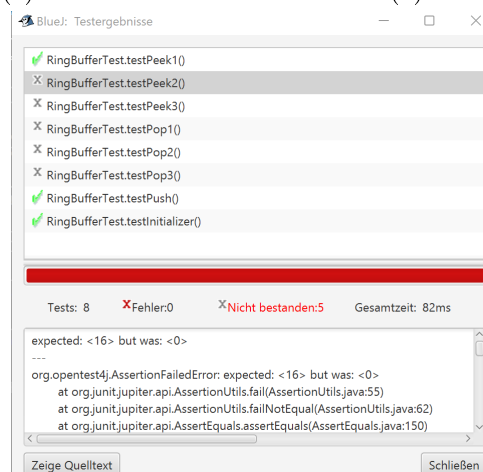 BlueJ: Testergebnisse
RingBufferTest.testPeek1()
RingBufferTest.testPeek2()
RingBufferTest.testPeek3()
RingBufferTest.testPop1()
RingBufferTest.testPop2()
RingBufferTest.testPop3()
RingBufferTest.testPush()
RingBufferTest.testInitializer()
Tests: 8 XFehler:0 XNicht bestanden:5 Gesamtzeit: 82ms
expected: <16> but was: <0>
---
org.opentest4j.AssertionFailedError: expected: <16> but was: <0>
at org.junit.jupiter.api.AssertionUtils.fail(AssertionUtils.java:55)
at org.junit.jupiter.api.AssertionUtils.failNotEqual(AssertionUtils.java:62)
at org.junit.jupiter.api.AssertEquals.assertEquals(AssertEquals.java:150)
Zeige Quelltext Schließen